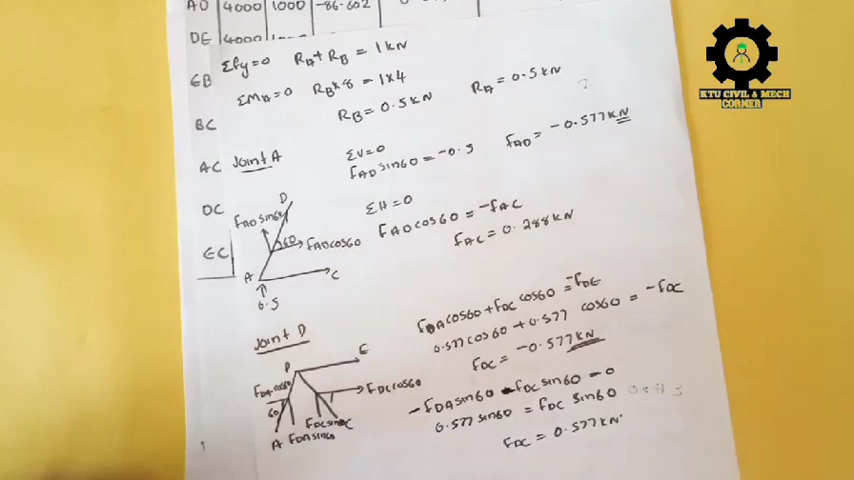 AD 4000 1000 -86.602
DE 4000
EB ΣFy=0 RA+RB = 1 kN
ΣMA=0 RB×8 = 1×4
BC RB= 0.5 kN RA = 0.5 kN
AC Joint A ΣV=0
FAD sin60 = -0.5 FAD = -0.577 kN
DC ΣH=0
FAD cos60 = -FAC
FAC = 0.288 kN
EC
D
FAD sin60
60
FAD cos60
A
C
0.5
Joint D
FDA cos60 + FDC cos60 = -FDE
0.577 cos60 + 0.577 cos60 = -FDC
FDC = -0.577 kN
-FDA sin60 - FDC sin60 = 0
0.577 sin60 = FDC sin60
FDC = 0.577 kN
D
E
FDA cos60
60
FDC cos60
A FDA sin60
C
KTU CIVIL & MECH
CORNER